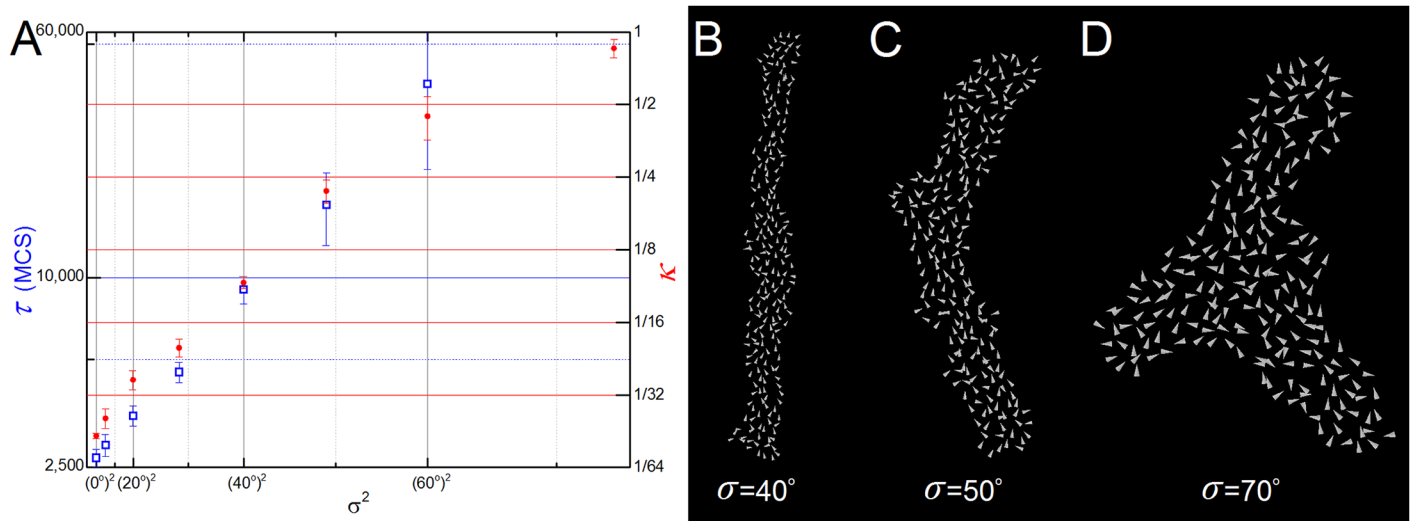 A
60,000
10,000
2,500
τ (MCS)
1
1/2
1/4
1/8
1/16
1/32
1/64
κ
(0°)² (20°)² (40°)² (60°)²
σ²
B
C
D
σ=40°
σ=50°
σ=70°